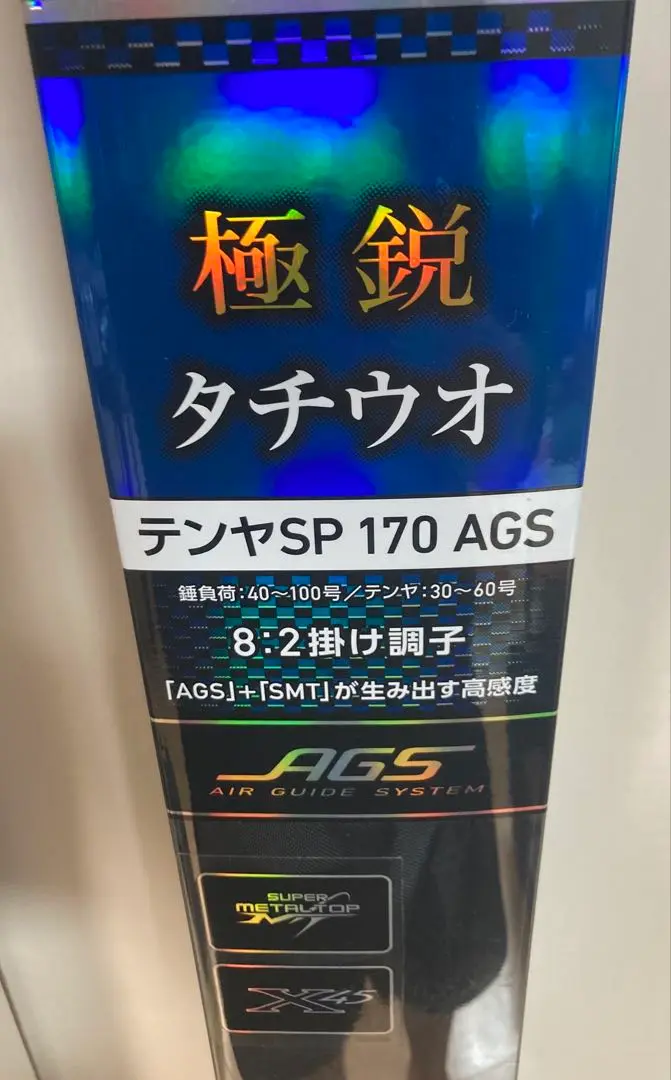 極鋭
タチウオ
テンヤSP 170 AGS
錘負荷:40〜100号/テンヤ:30〜60号
8:2掛け調子
「AGS」+「SMT」が生み出す高感度
AGS
AIR GUIDE SYSTEM
SUPER
METAL TOP
X45